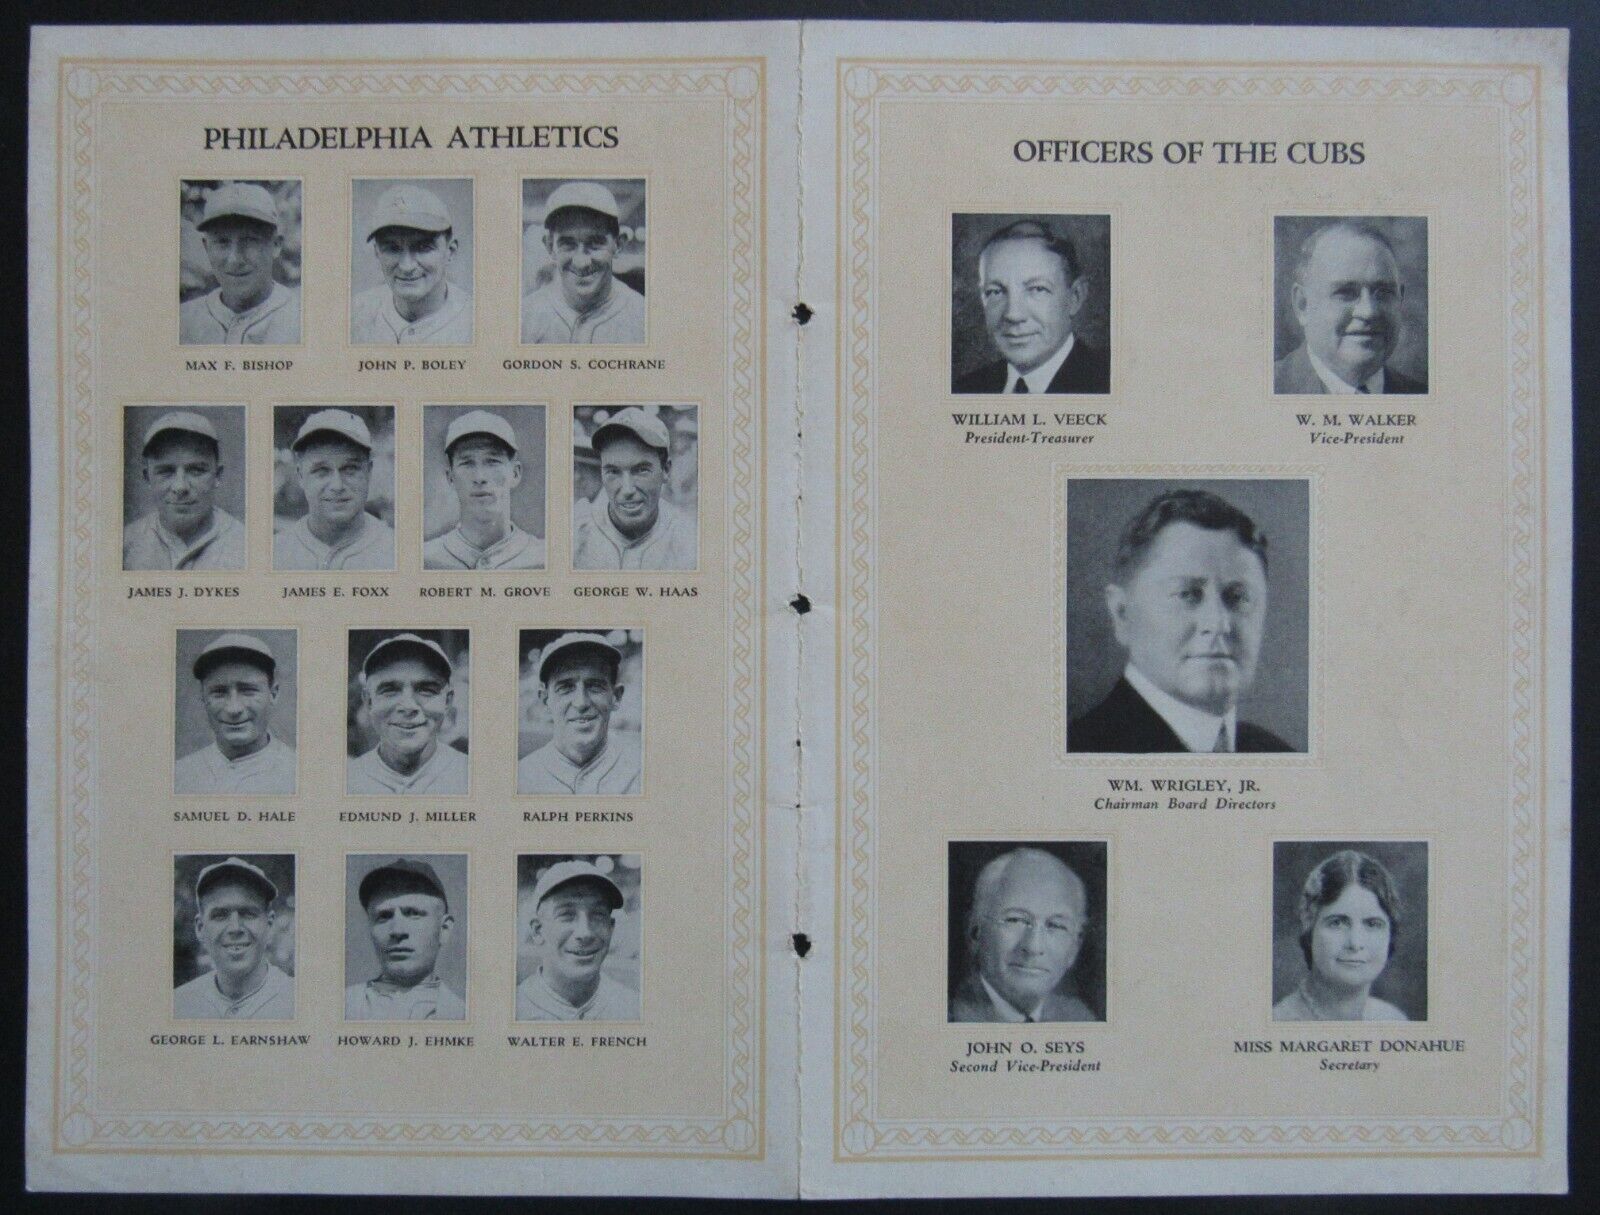 PHILADELPHIA ATHLETICS
MAX F. BISHOP
JOHN P. BOLEY
GORDON S. COCHRANE
JAMES J. DYKES
JAMES E. FOXX
ROBERT M. GROVE
GEORGE W. HAAS
SAMUEL D. HALE
EDMUND J. MILLER
RALPH PERKINS
GEORGE L. EARNSHAW
HOWARD J. EHMKE
WALTER E. FRENCH
OFFICERS OF THE CUBS
WILLIAM L. VEECK
President-Treasurer
W. M. WALKER
Vice-President
WM. WRIGLEY, JR.
Chairman Board Directors
JOHN O. SEYS
Second Vice-President
MISS MARGARET DONAHUE
Secretary